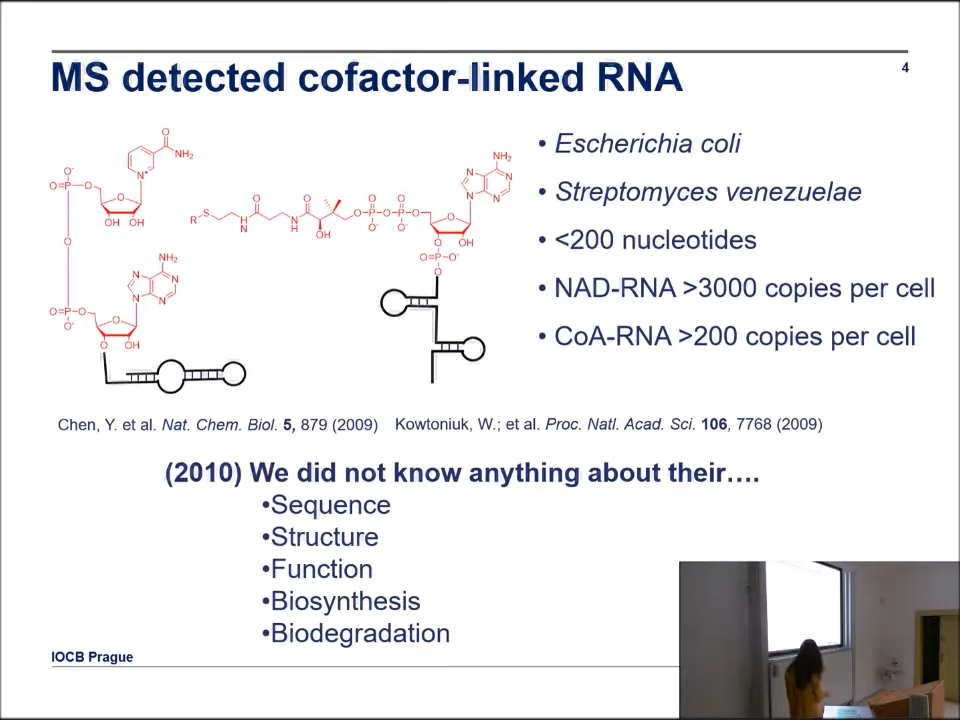 MS detected cofactor-linked RNA
4
• Escherichia coli
• Streptomyces venezuelae
• <200 nucleotides
• NAD-RNA >3000 copies per cell
• CoA-RNA >200 copies per cell
Chen, Y. et al. Nat. Chem. Biol. 5, 879 (2009)
Kowtoniuk, W.; et al. Proc. Natl. Acad. Sci. 106, 7768 (2009)
(2010) We did not know anything about their….
•Sequence
•Structure
•Function
•Biosynthesis
•Biodegradation
IOCB Prague